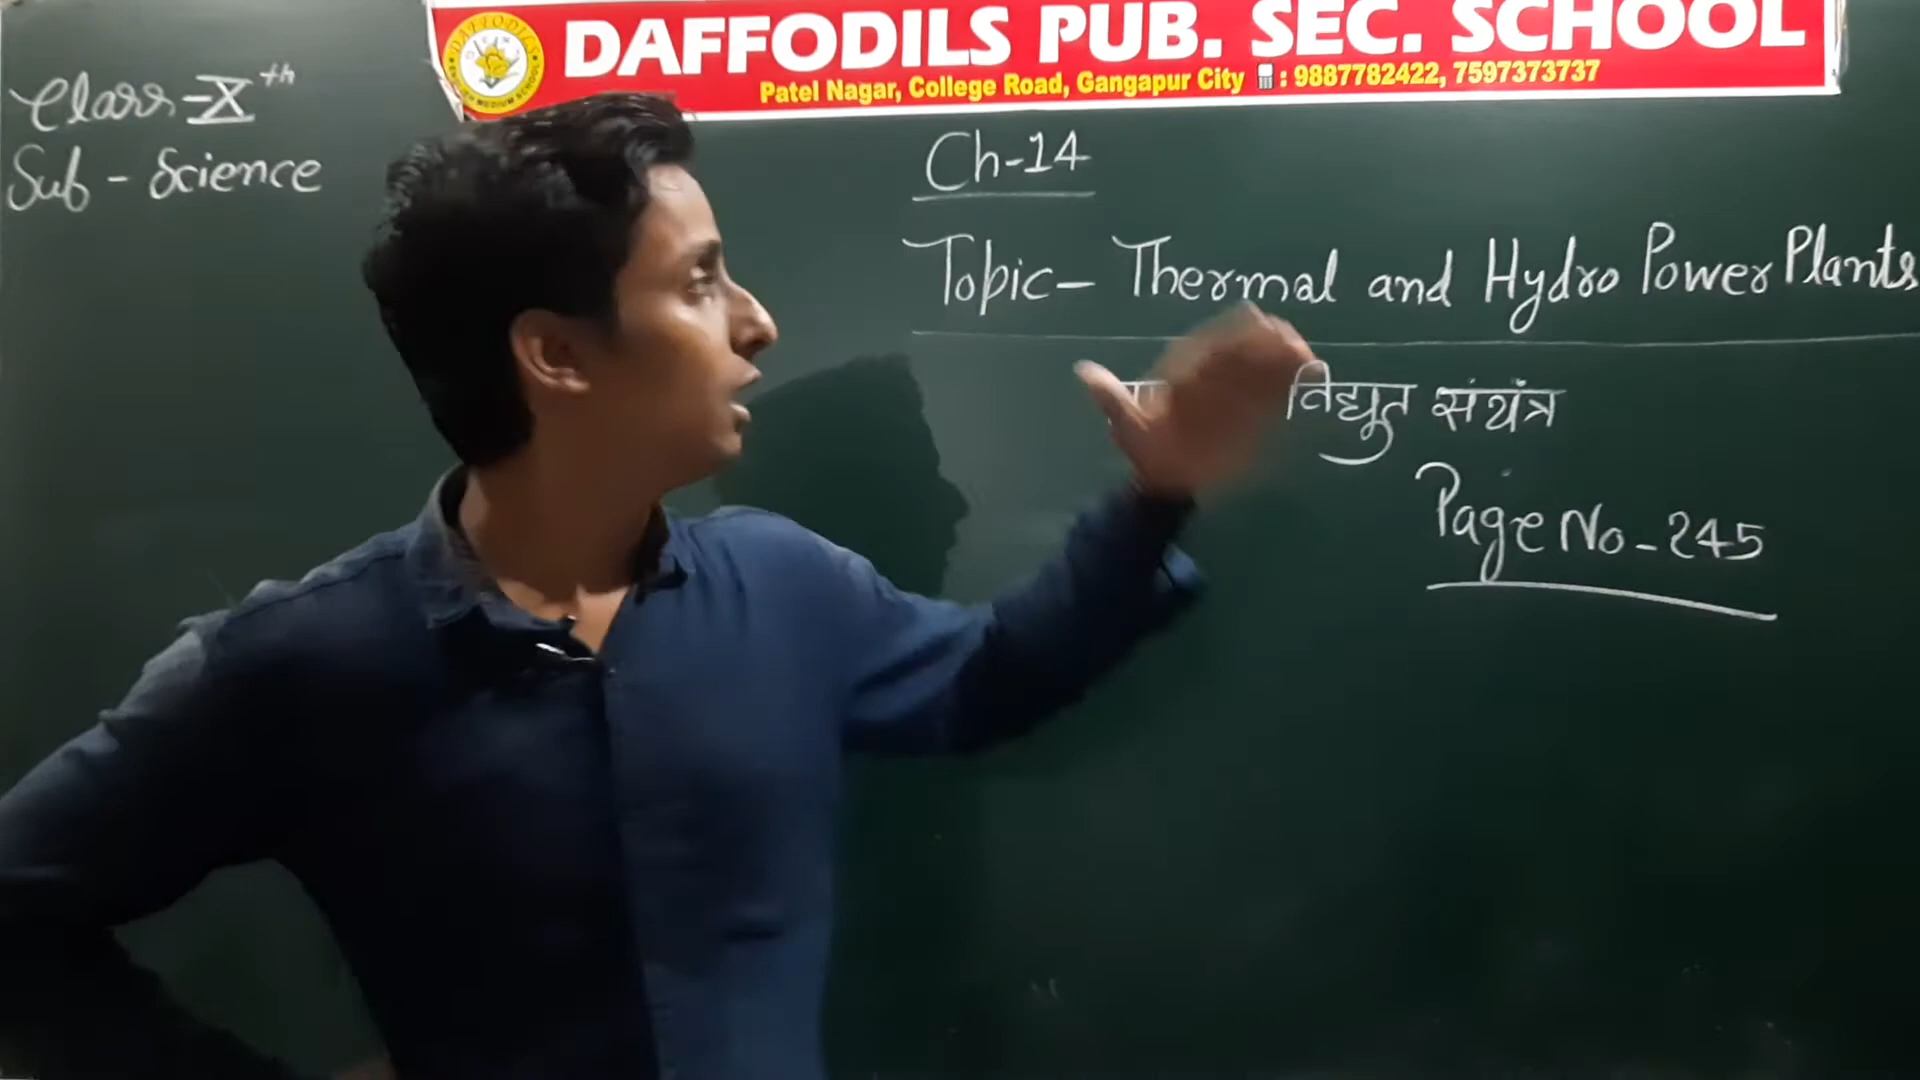 DAFFODILS PUB. SEC. SCHOOL
Patel Nagar, College Road, Gangapur City : 9887782422, 7597373737
DAFFODILS
Class - X th
Sub - Science
Ch-14
Topic - Thermal and Hydro Power Plants
विद्युत संयंत्र
Page No - 245